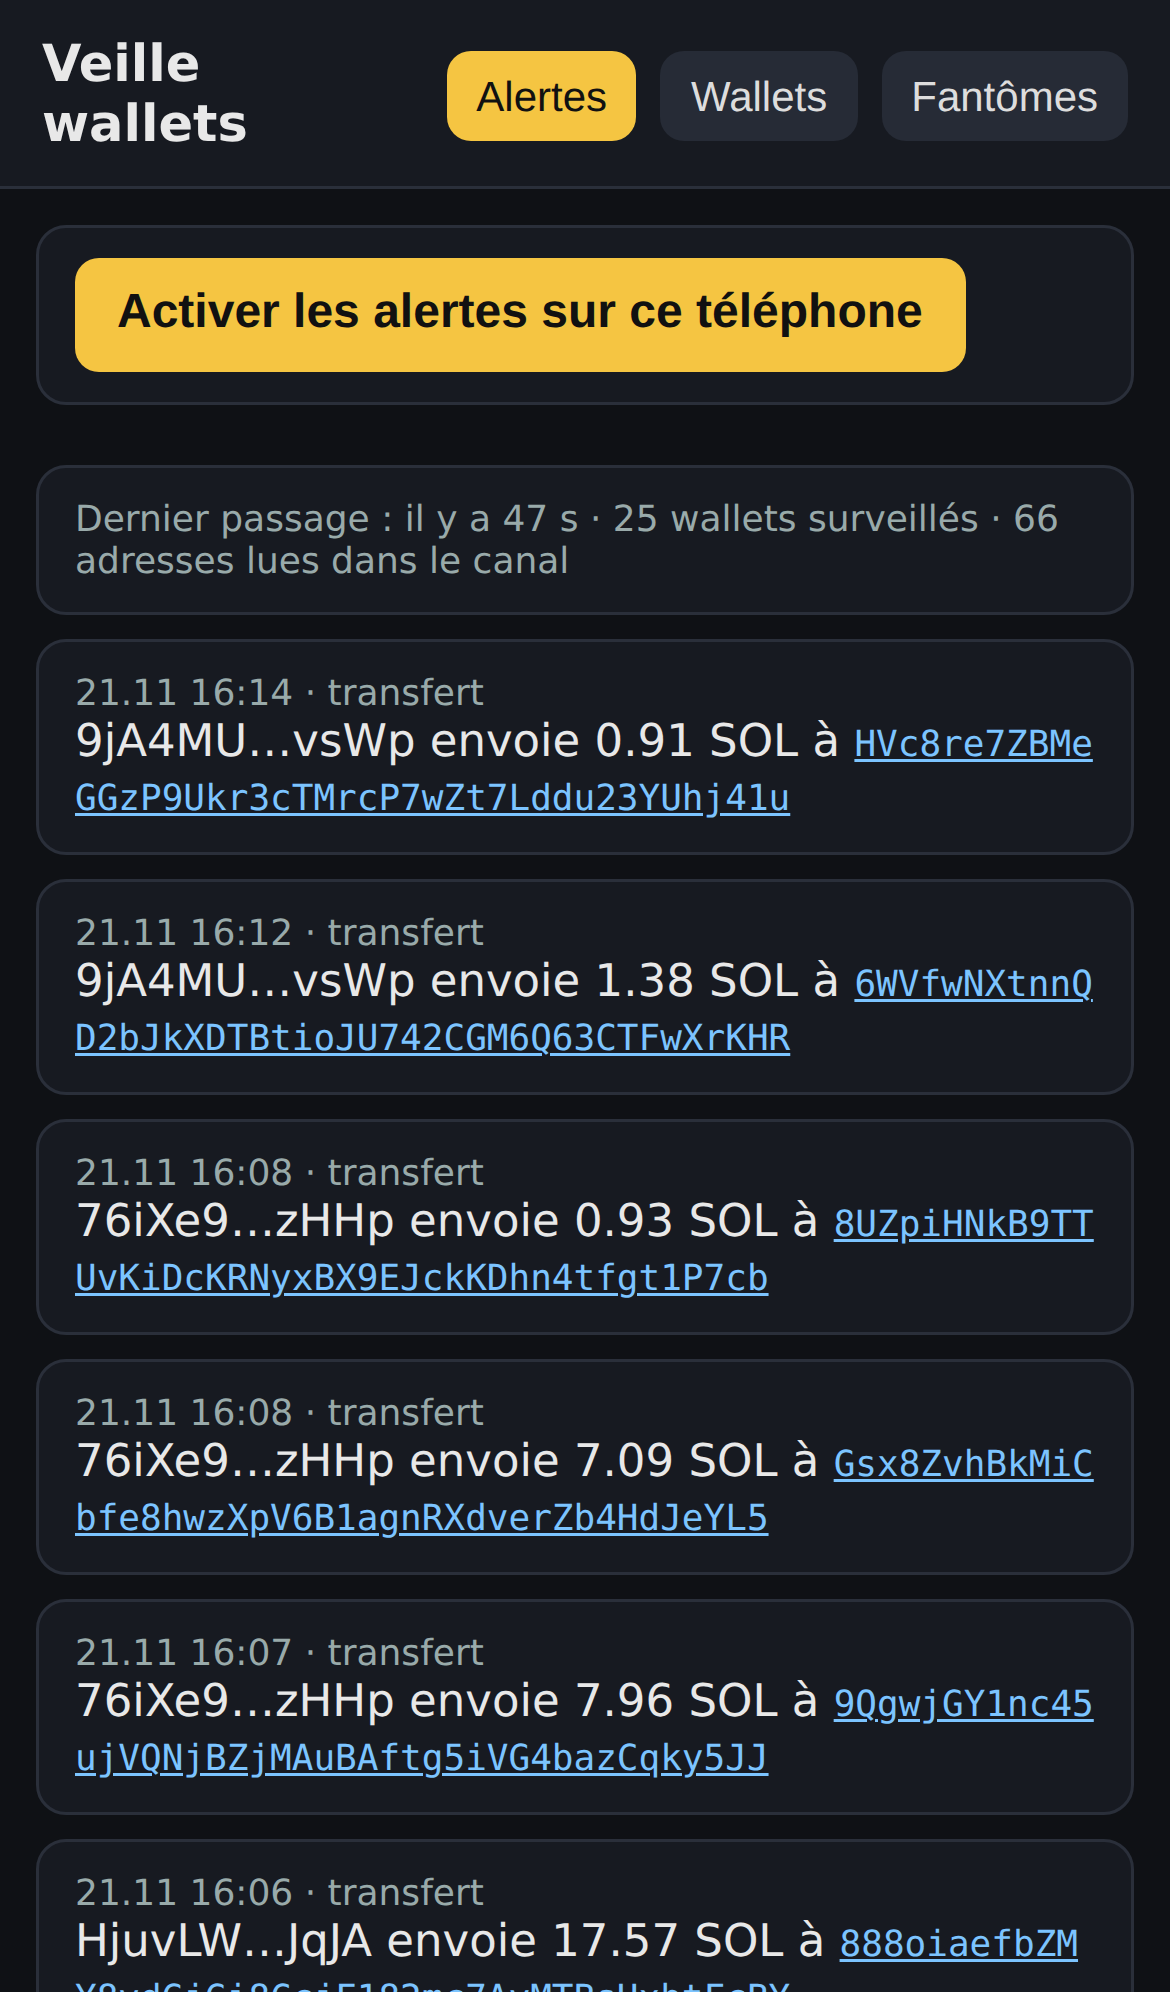 Veille
wallets
Alertes
Wallets
Fantômes
Activer les alertes sur ce téléphone
Dernier passage : il y a 47 s · 25 wallets surveillés · 66
adresses lues dans le canal
21.11 16:14 · transfert
9jA4MU…vsWp envoie 0.91 SOL à HVc8re7ZBMe
GGzP9Ukr3cTMrcP7wZt7Lddu23YUhj41u
21.11 16:12 · transfert
9jA4MU…vsWp envoie 1.38 SOL à 6WVfwNXtnnQ
D2bJkXDTBtioJU742CGM6Q63CTFwXrKHR
21.11 16:08 · transfert
76iXe9…zHHp envoie 0.93 SOL à 8UZpiHNkB9TT
UvKiDcKRNyxBX9EJckKDhn4tfgt1P7cb
21.11 16:08 · transfert
76iXe9…zHHp envoie 7.09 SOL à Gsx8ZvhBkMiC
bfe8hwzXpV6B1agnRXdverZb4HdJeYL5
21.11 16:07 · transfert
76iXe9…zHHp envoie 7.96 SOL à 9QgwjGY1nc45
ujVQNjBZjMAuBAftg5iVG4bazCqky5JJ
21.11 16:06 · transfert
HjuvLW…JqJA envoie 17.57 SOL à 888oiaefbZM